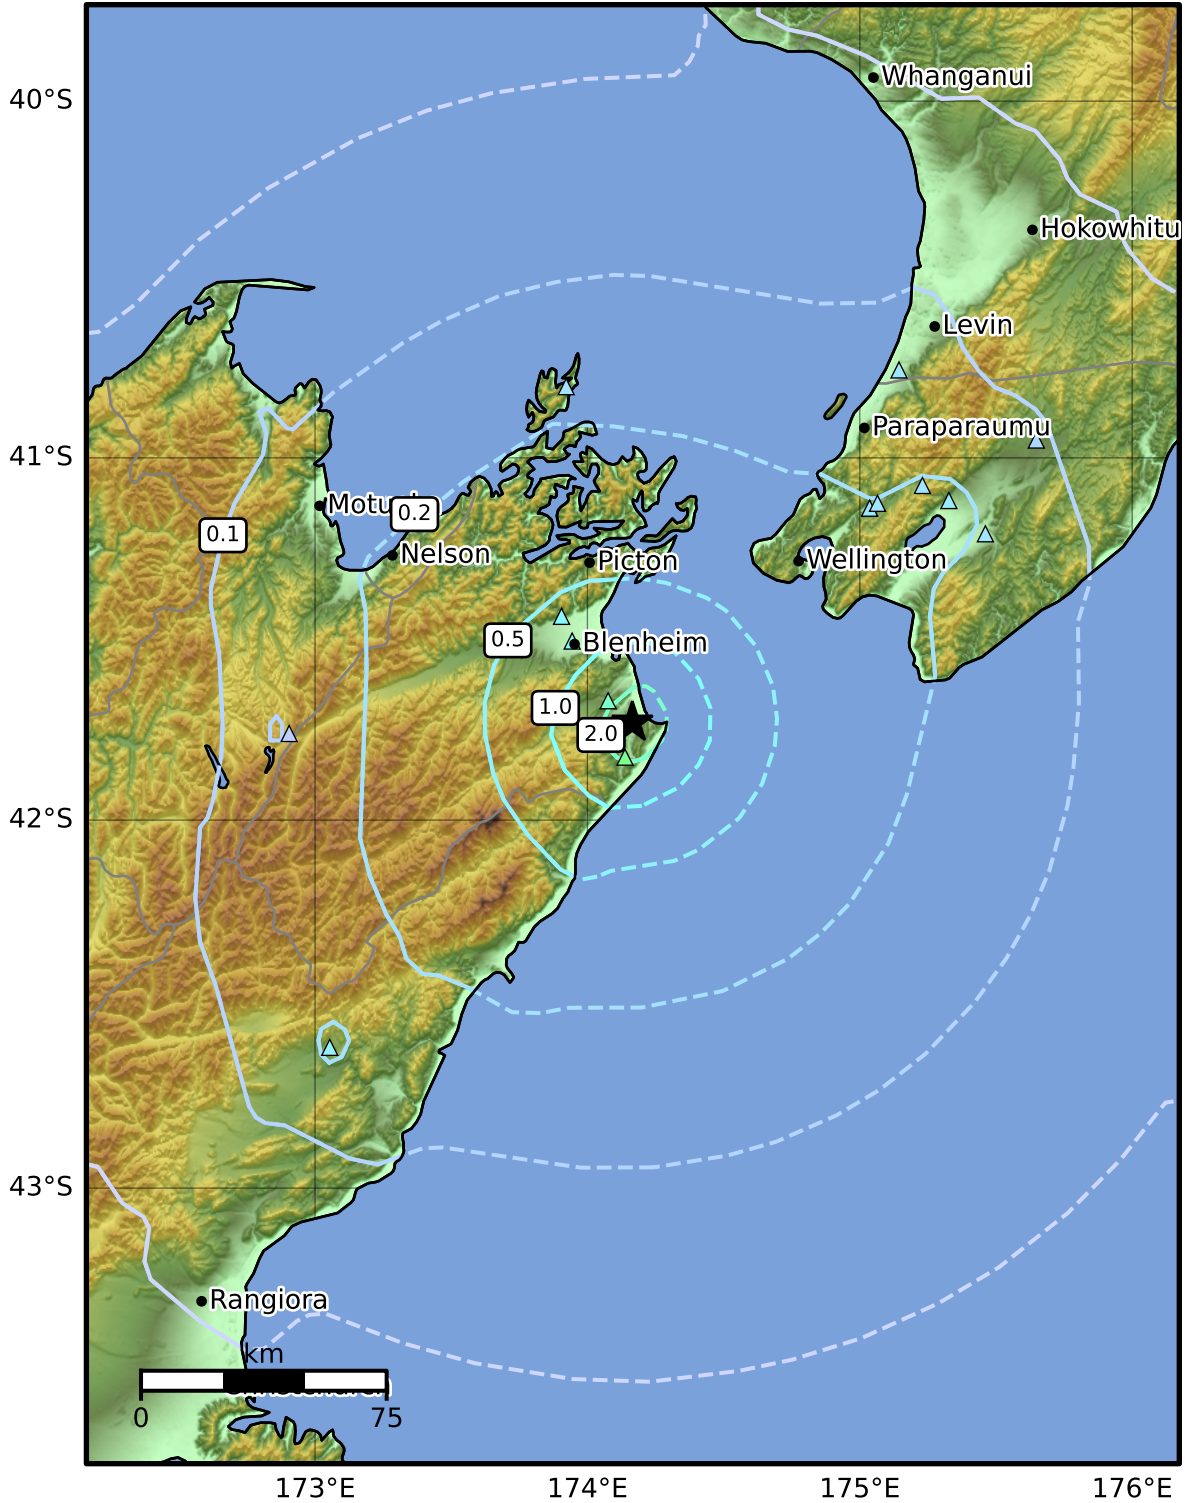 Whanganui
40°S
Hokowhitu
Levin
Paraparaumu
41°S
0.2
0.1
Nelson
Picton
Wellington
0.5
Blenheim
1.0
2.0
42°S
43°S
Rangiora
km
0
75
173°E
174°E
175°E
176°E